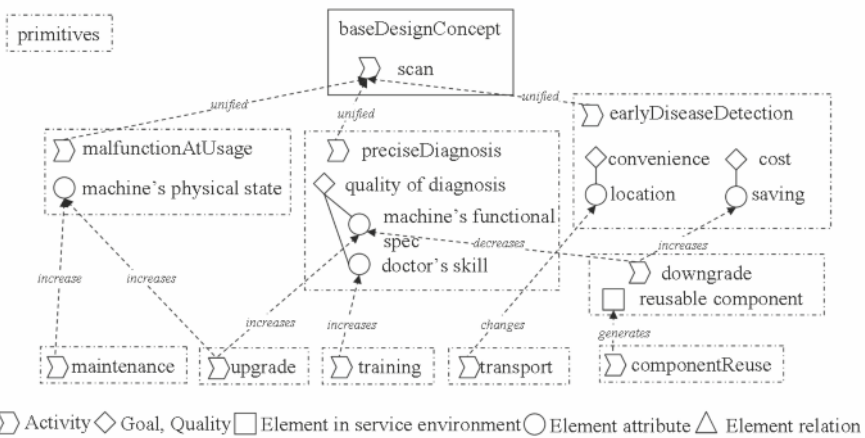 primitives
baseDesignConcept
scan
unified
unified
unified
earlyDiseaseDetection
malfunctionAtUsage
machine's physical state
preciseDiagnosis
quality of diagnosis
machine's functional
spec
doctor's skill
convenience
cost
location
saving
decreases
increases
downgrade
reusable component
increase
increases
increases
increases
changes
generates
maintenance
upgrade
training
transport
componentReuse
Activity Goal, Quality Element in service environment Element attribute Element relation